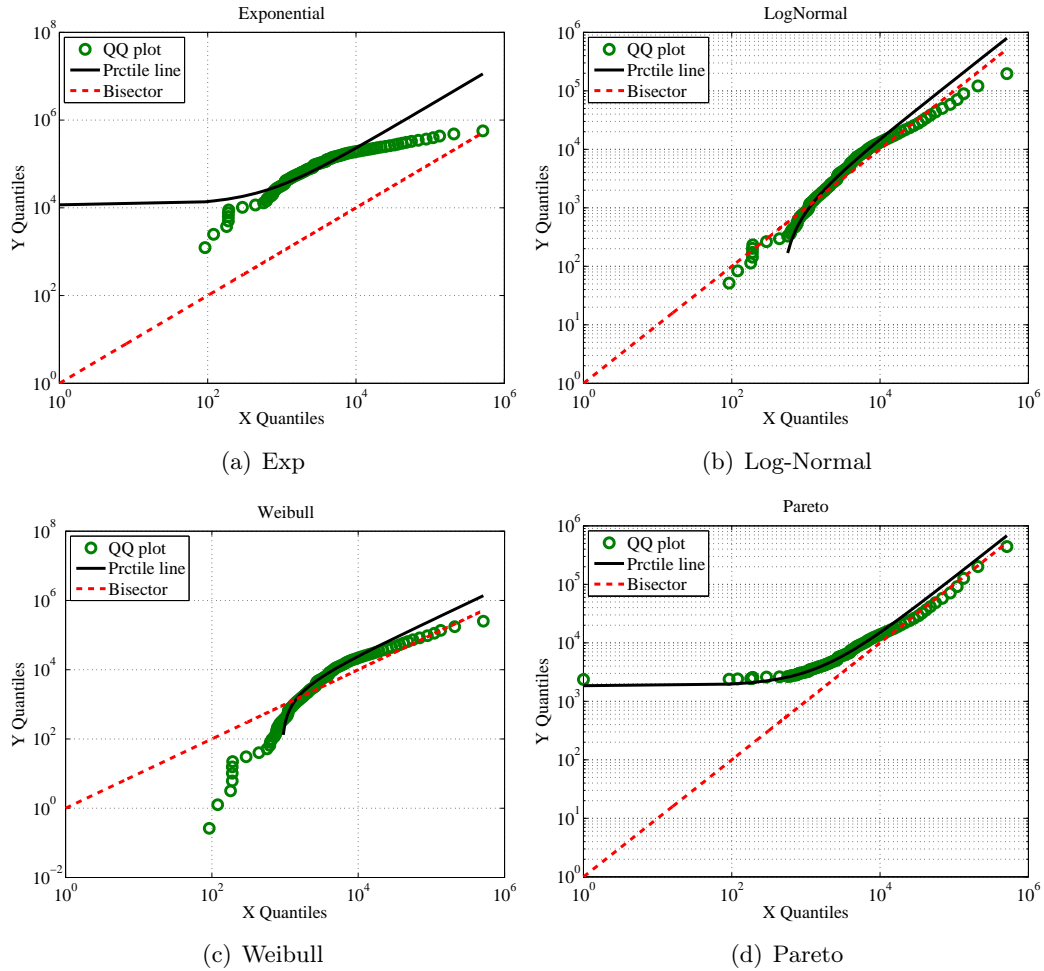 Exponential
10^8
10^6
10^4
10^2
10^0
Y Quantiles
QQ plot
Prctile line
Bisector
10^0
10^2
10^4
10^6
X Quantiles
(a) Exp
LogNormal
10^6
10^5
10^4
10^3
10^2
10^1
10^0
Y Quantiles
QQ plot
Prctile line
Bisector
10^0
10^2
10^4
10^6
X Quantiles
(b) Log-Normal
Weibull
10^8
10^6
10^4
10^2
10^0
10^-2
Y Quantiles
QQ plot
Prctile line
Bisector
10^0
10^2
10^4
10^6
X Quantiles
(c) Weibull
Pareto
10^6
10^5
10^4
10^3
10^2
10^1
10^0
Y Quantiles
QQ plot
Prctile line
Bisector
10^0
10^2
10^4
10^6
X Quantiles
(d) Pareto